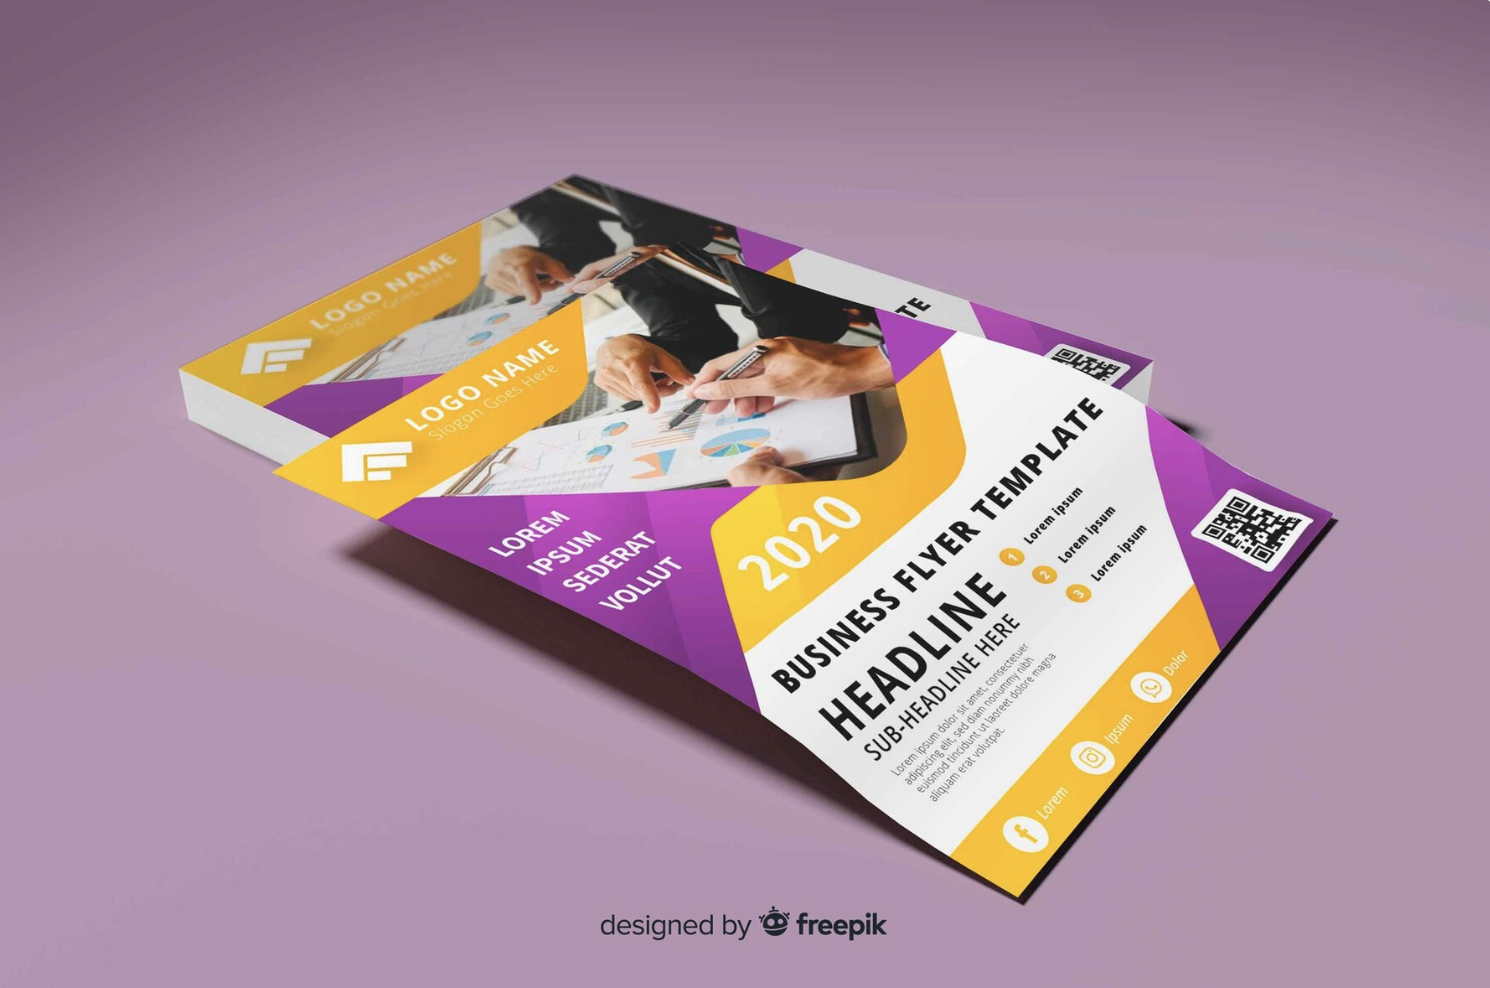 LOGO NAME
Slogan Goes Here
TE
LOGO NAME
Slogan Goes Here
LOREM
IPSUM
SEDERAT
VOLLUT
2020
BUSINESS FLYER TEMPLATE
HEADLINE
SUB-HEADLINE HERE
Lorem ipsum dolor sit amet, consectetuer
adipiscing elit, sed diam nonummy nibh
euismod tincidunt ut laoreet dolore magna
aliquam erat volutpat.
1 Lorem ipsum
2 Lorem ipsum
3 Lorem ipsum
Lorem
Ipsum
Dolor
designed by freepik